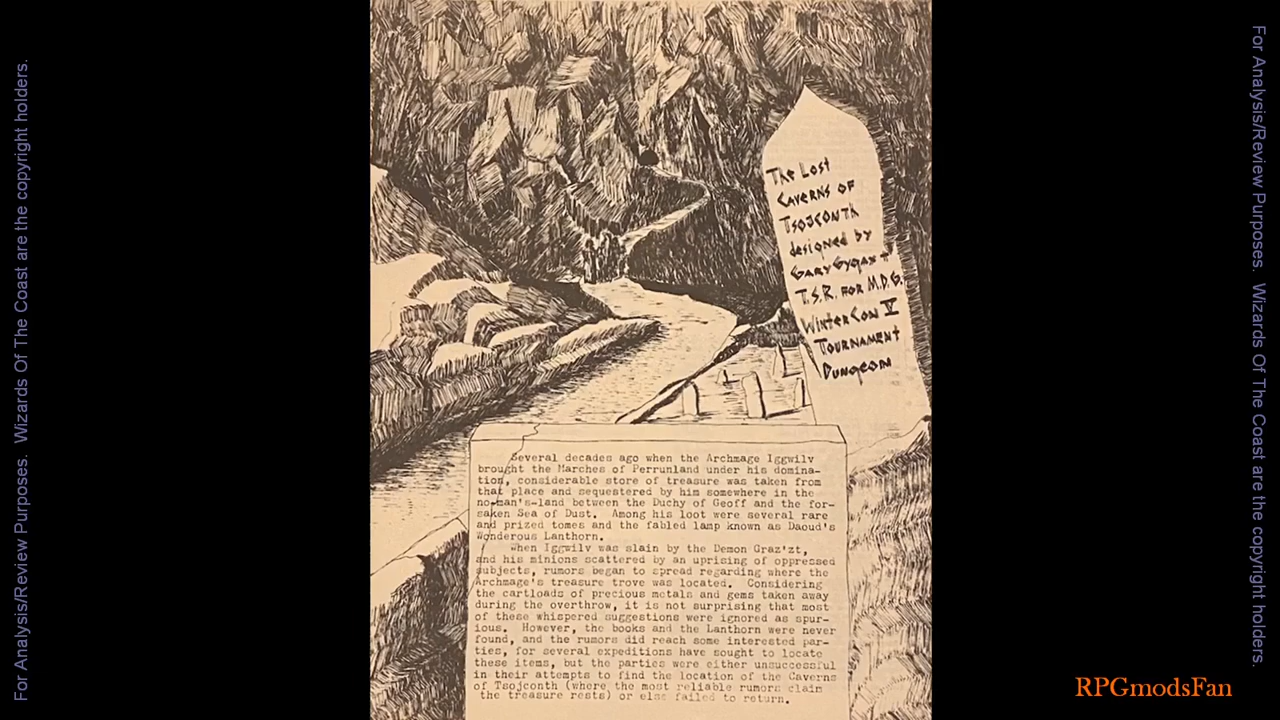 For Analysis/Review Purposes.  Wizards Of The Coast are the copyright holders.
The Lost
Caverns of
Tsojconth
designed by
Gary Gygax +
T.S.R. for M.D.G.
WinterCon V
Tournament
Dungeon
Several decades ago when the Archmage Iggwilv
brought the Marches of Perrunland under his domina-
tion, considerable store of treasure was taken from
that place and sequestered by him somewhere in the
no-man's-land between the Duchy of Geoff and the for-
saken Sea of Dust.  Among his loot were several rare
and prized tomes and the fabled lamp known as Daoud's
Wonderous Lanthorn.
When Iggwilv was slain by the Demon Graz'zt,
and his minions scattered by an uprising of oppressed
subjects, rumors began to spread regarding where the
Archmage's treasure trove was located.  Considering
the cartloads of precious metals and gems taken away
during the overthrow, it is not surprising that most
of these whispered suggestions were ignored as spur-
ious.  However, the books and the Lanthorn were never
found, and the rumors did reach some interested par-
ties, for several expeditions have sought to locate
these items, but the parties were either unsuccessful
in their attempts to find the location of the Caverns
of Tsojconth (where the most reliable rumors claim
the treasure rests) or else failed to return.
For Analysis/Review Purposes.  Wizards Of The Coast are the copyright holders.
RPGmodsFan